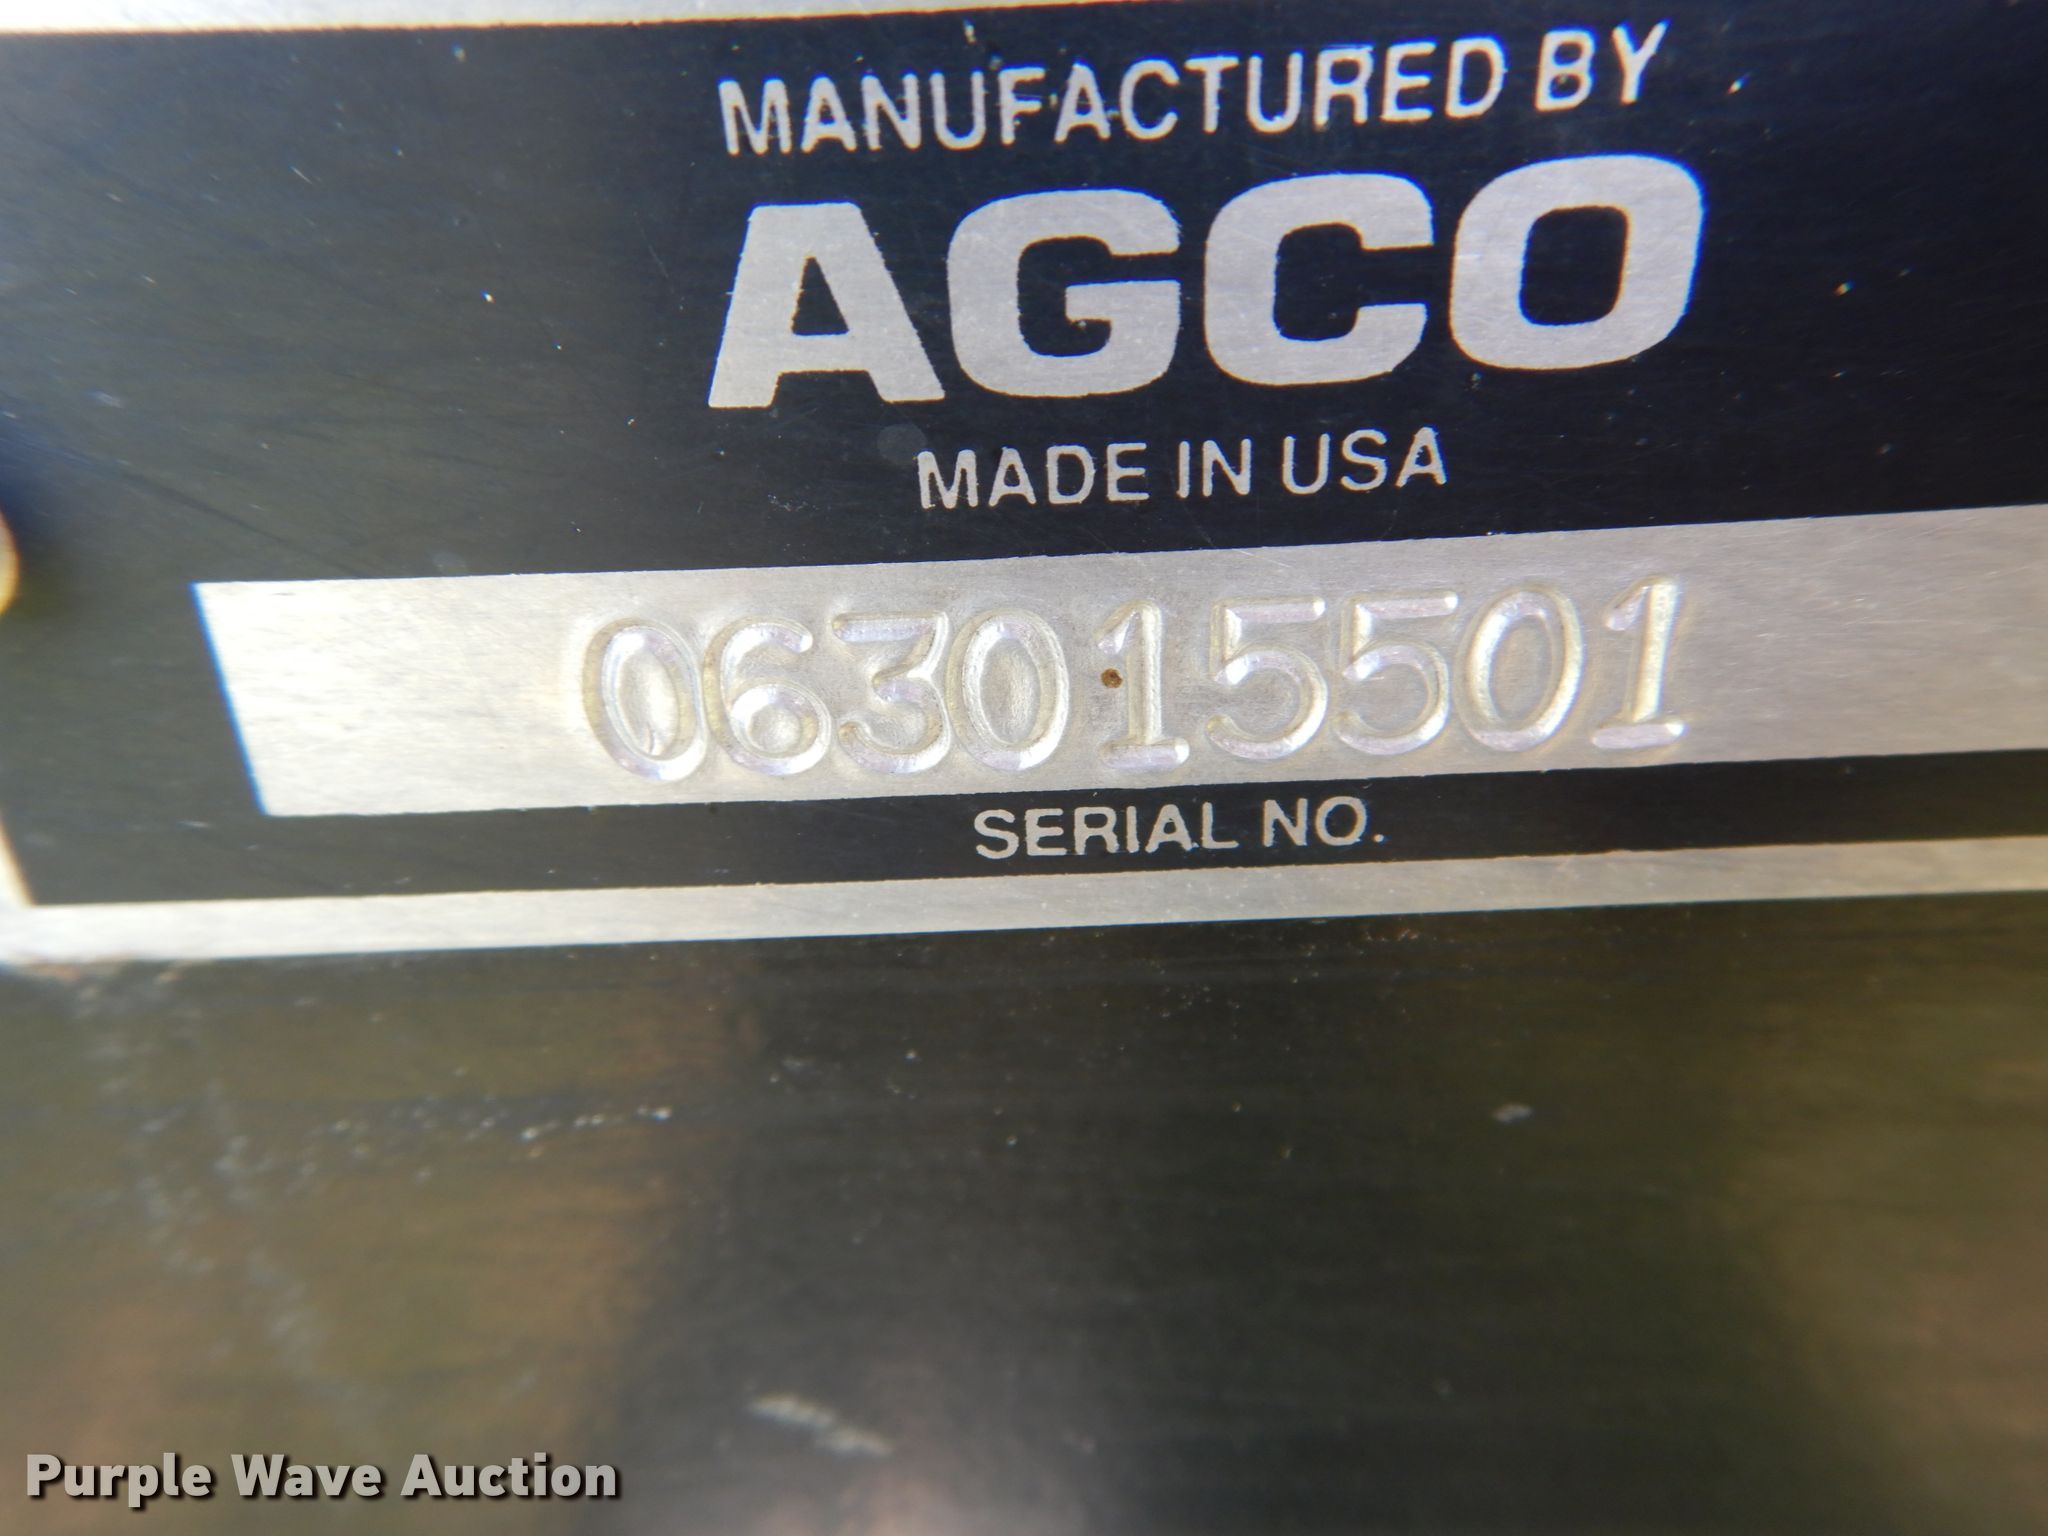 MANUFACTURED BY
AGCO
MADE IN USA
063015501
SERIAL NO.
Purple Wave Auction